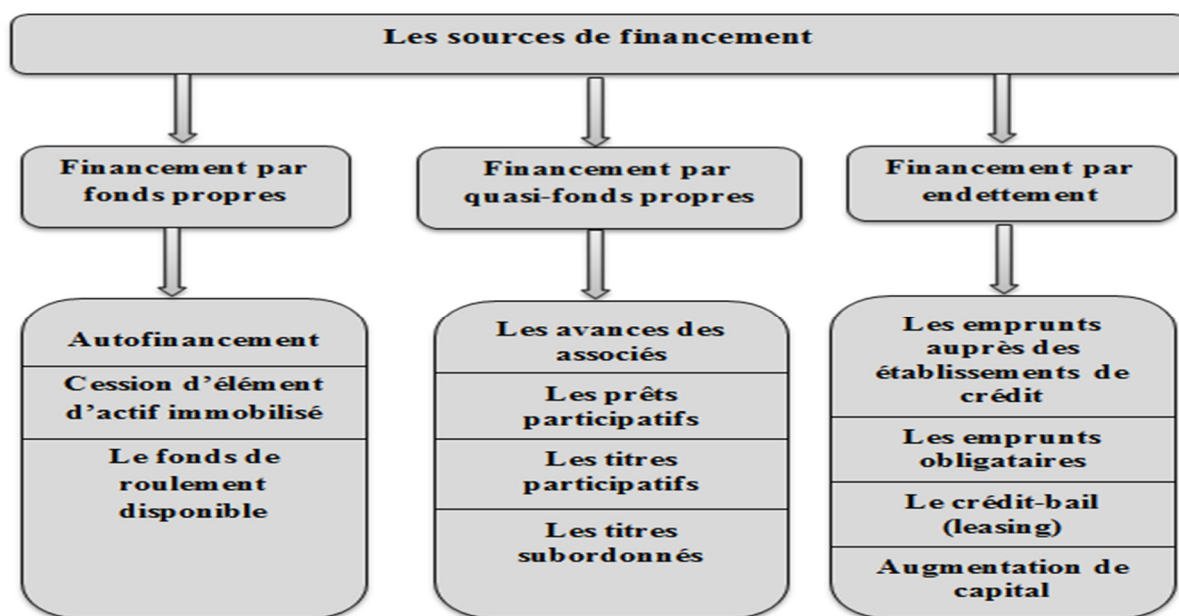 Les sources de financement
Financement par
fonds propres
Financement par
quasi-fonds propres
Financement par
endettement
Autofinancement
Cession d'élément
d'actif immobilisé
Le fonds de
roulement
disponible
Les avances des
associés
Les prêts
participatifs
Les titres
participatifs
Les titres
subordonnés
Les emprunts
auprès des
établissements de
crédit
Les emprunts
obligataires
Le crédit-bail
(leasing)
Augmentation de
capital